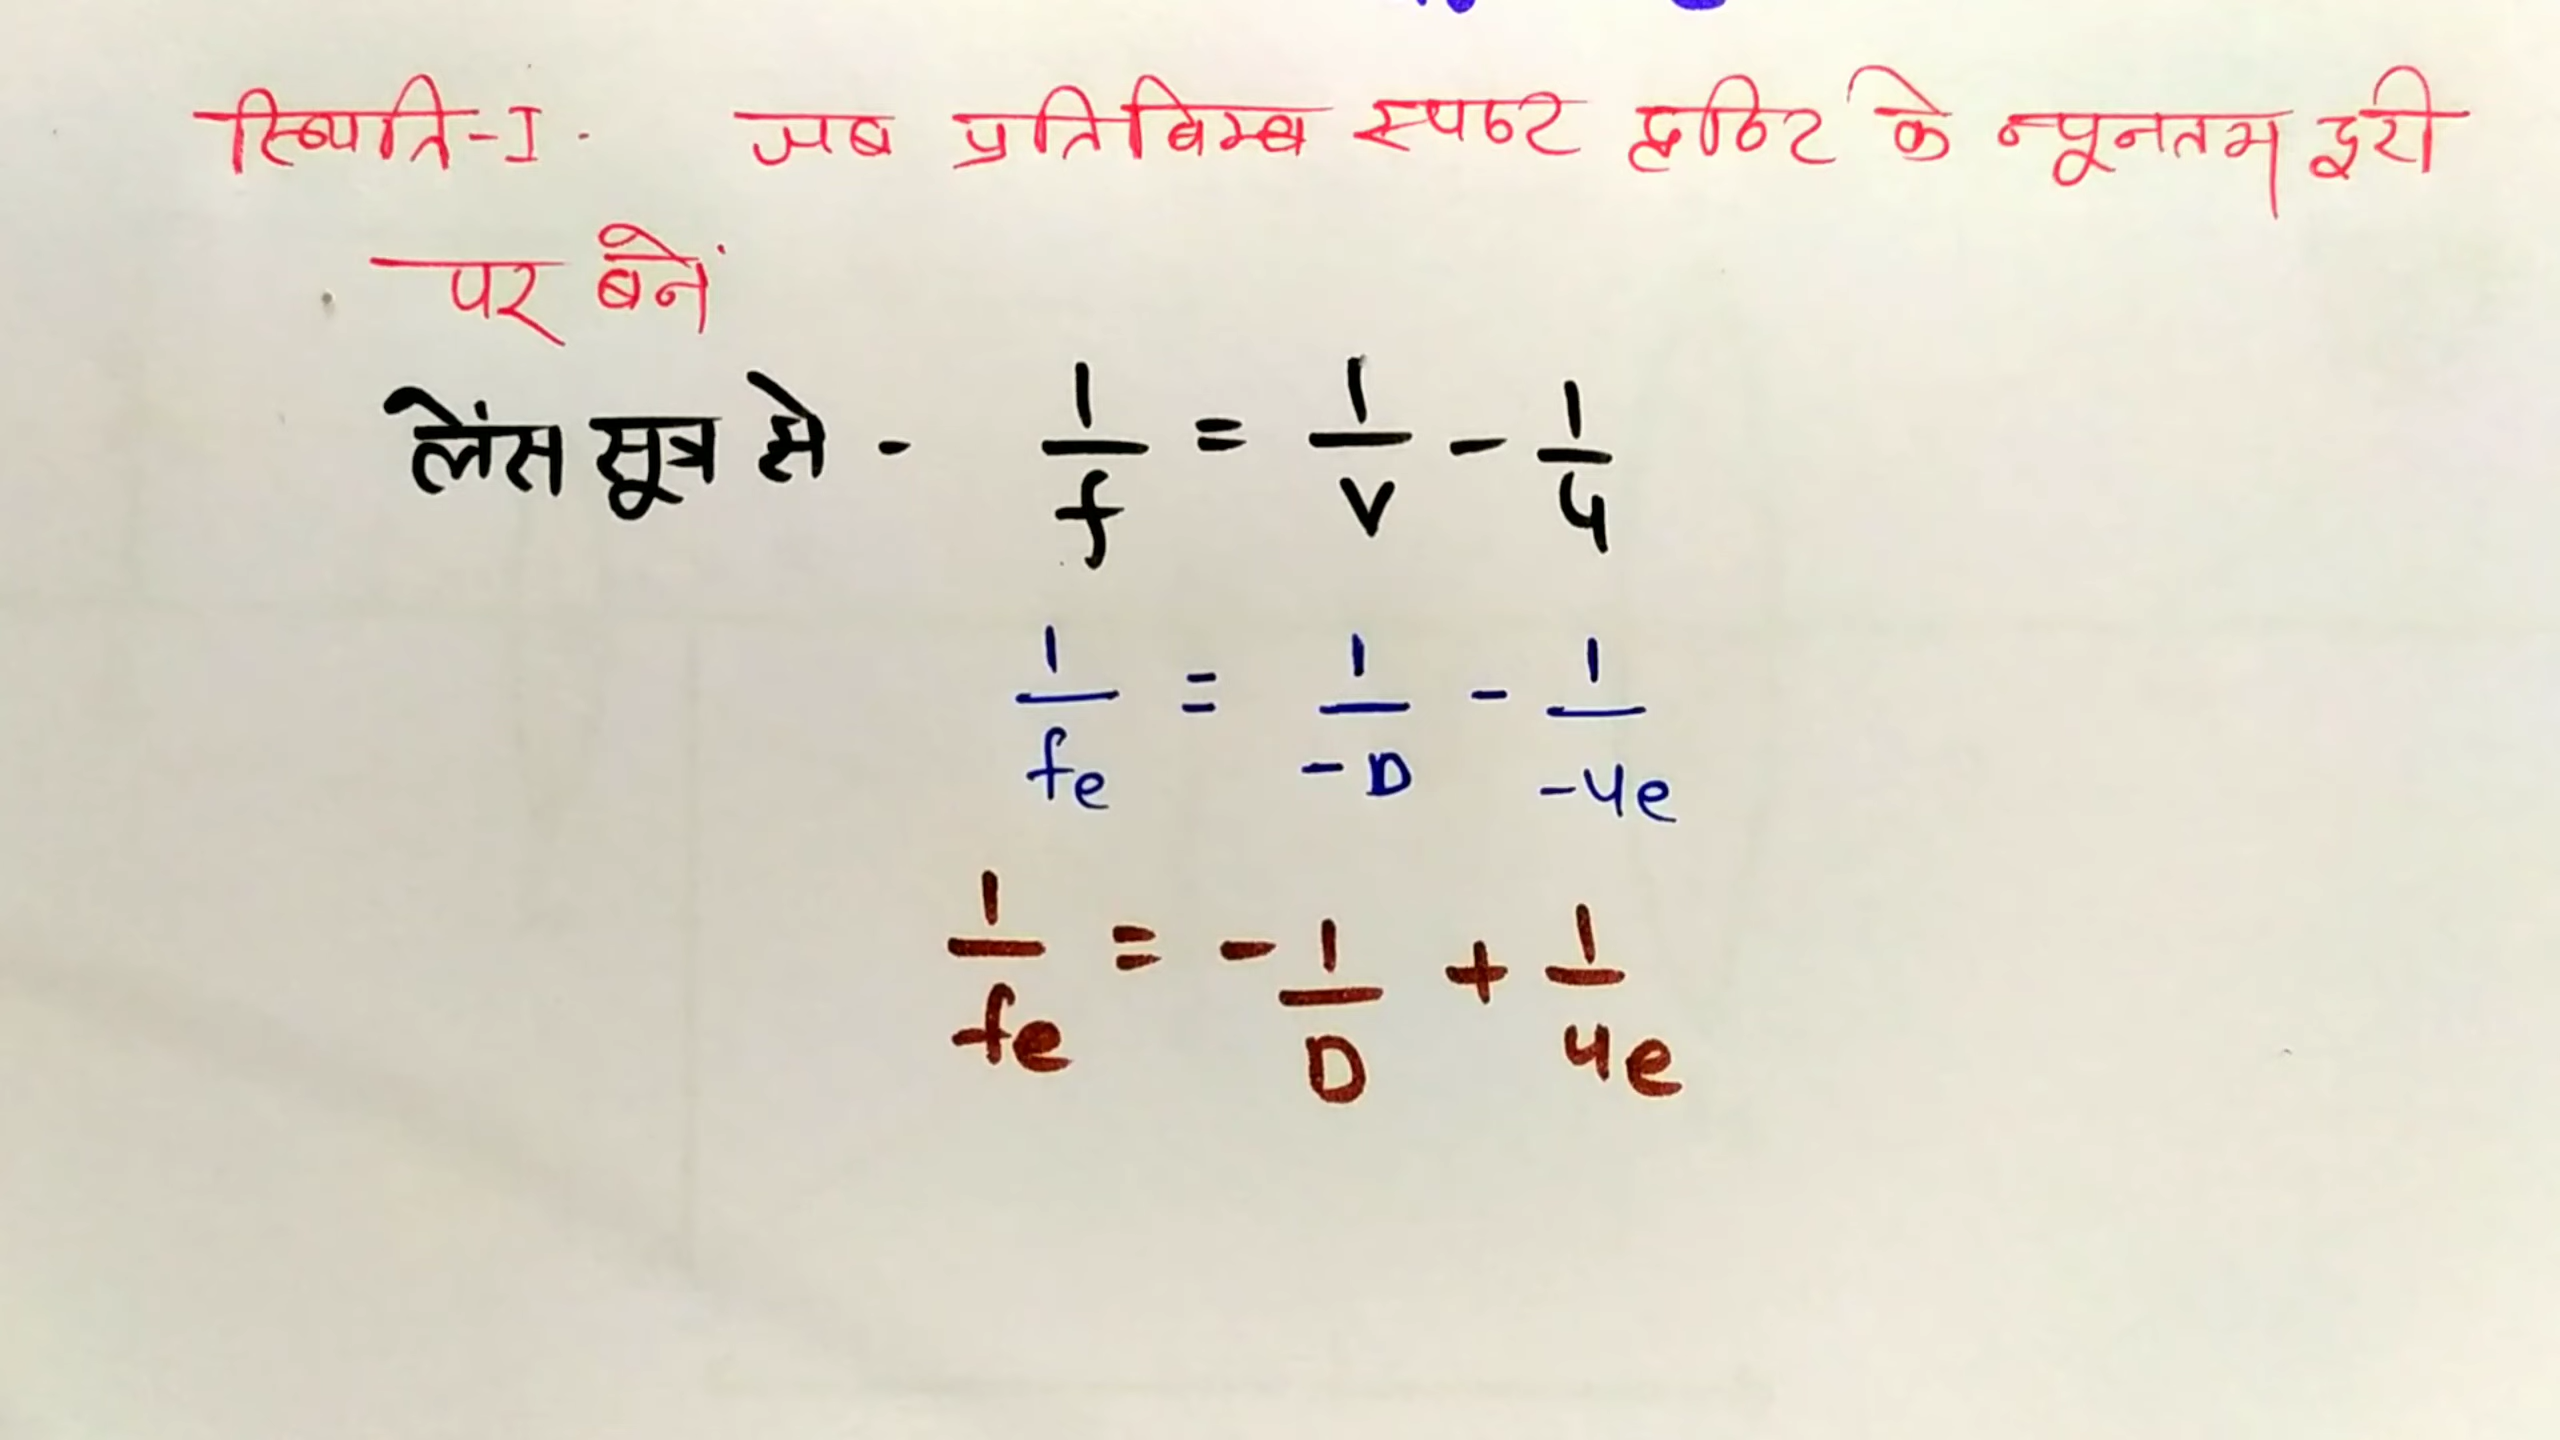 स्थिति-I. जब प्रतिबिम्ब स्पष्ट दृष्टि के न्यूनतम दूरी
पर बनें
लेंस सूत्र से - 1/f = 1/v - 1/u
1/fe = 1/-D - 1/-ue
1/fe = -1/D + 1/ue